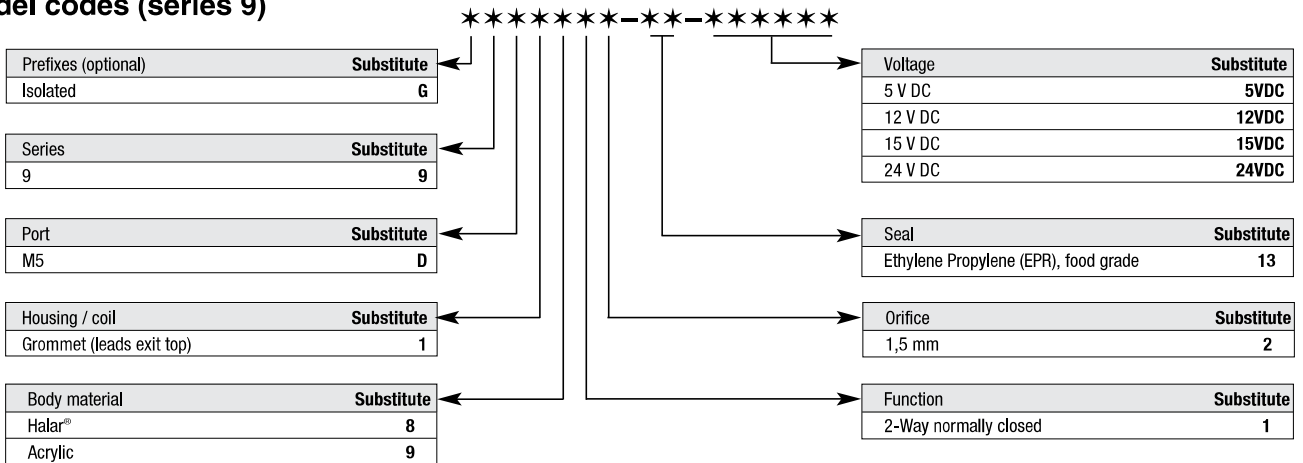 del codes (series 9)
✶✶✶✶✶✶✶–✶✶–✶✶✶✶✶✶
Prefixes (optional) Substitute
Isolated G
Series Substitute
9 9
Port Substitute
M5 D
Housing / coil Substitute
Grommet (leads exit top) 1
Body material Substitute
Halar® 8
Acrylic 9
Voltage Substitute
5 V DC 5VDC
12 V DC 12VDC
15 V DC 15VDC
24 V DC 24VDC
Seal Substitute
Ethylene Propylene (EPR), food grade 13
Orifice Substitute
1,5 mm 2
Function Substitute
2-Way normally closed 1